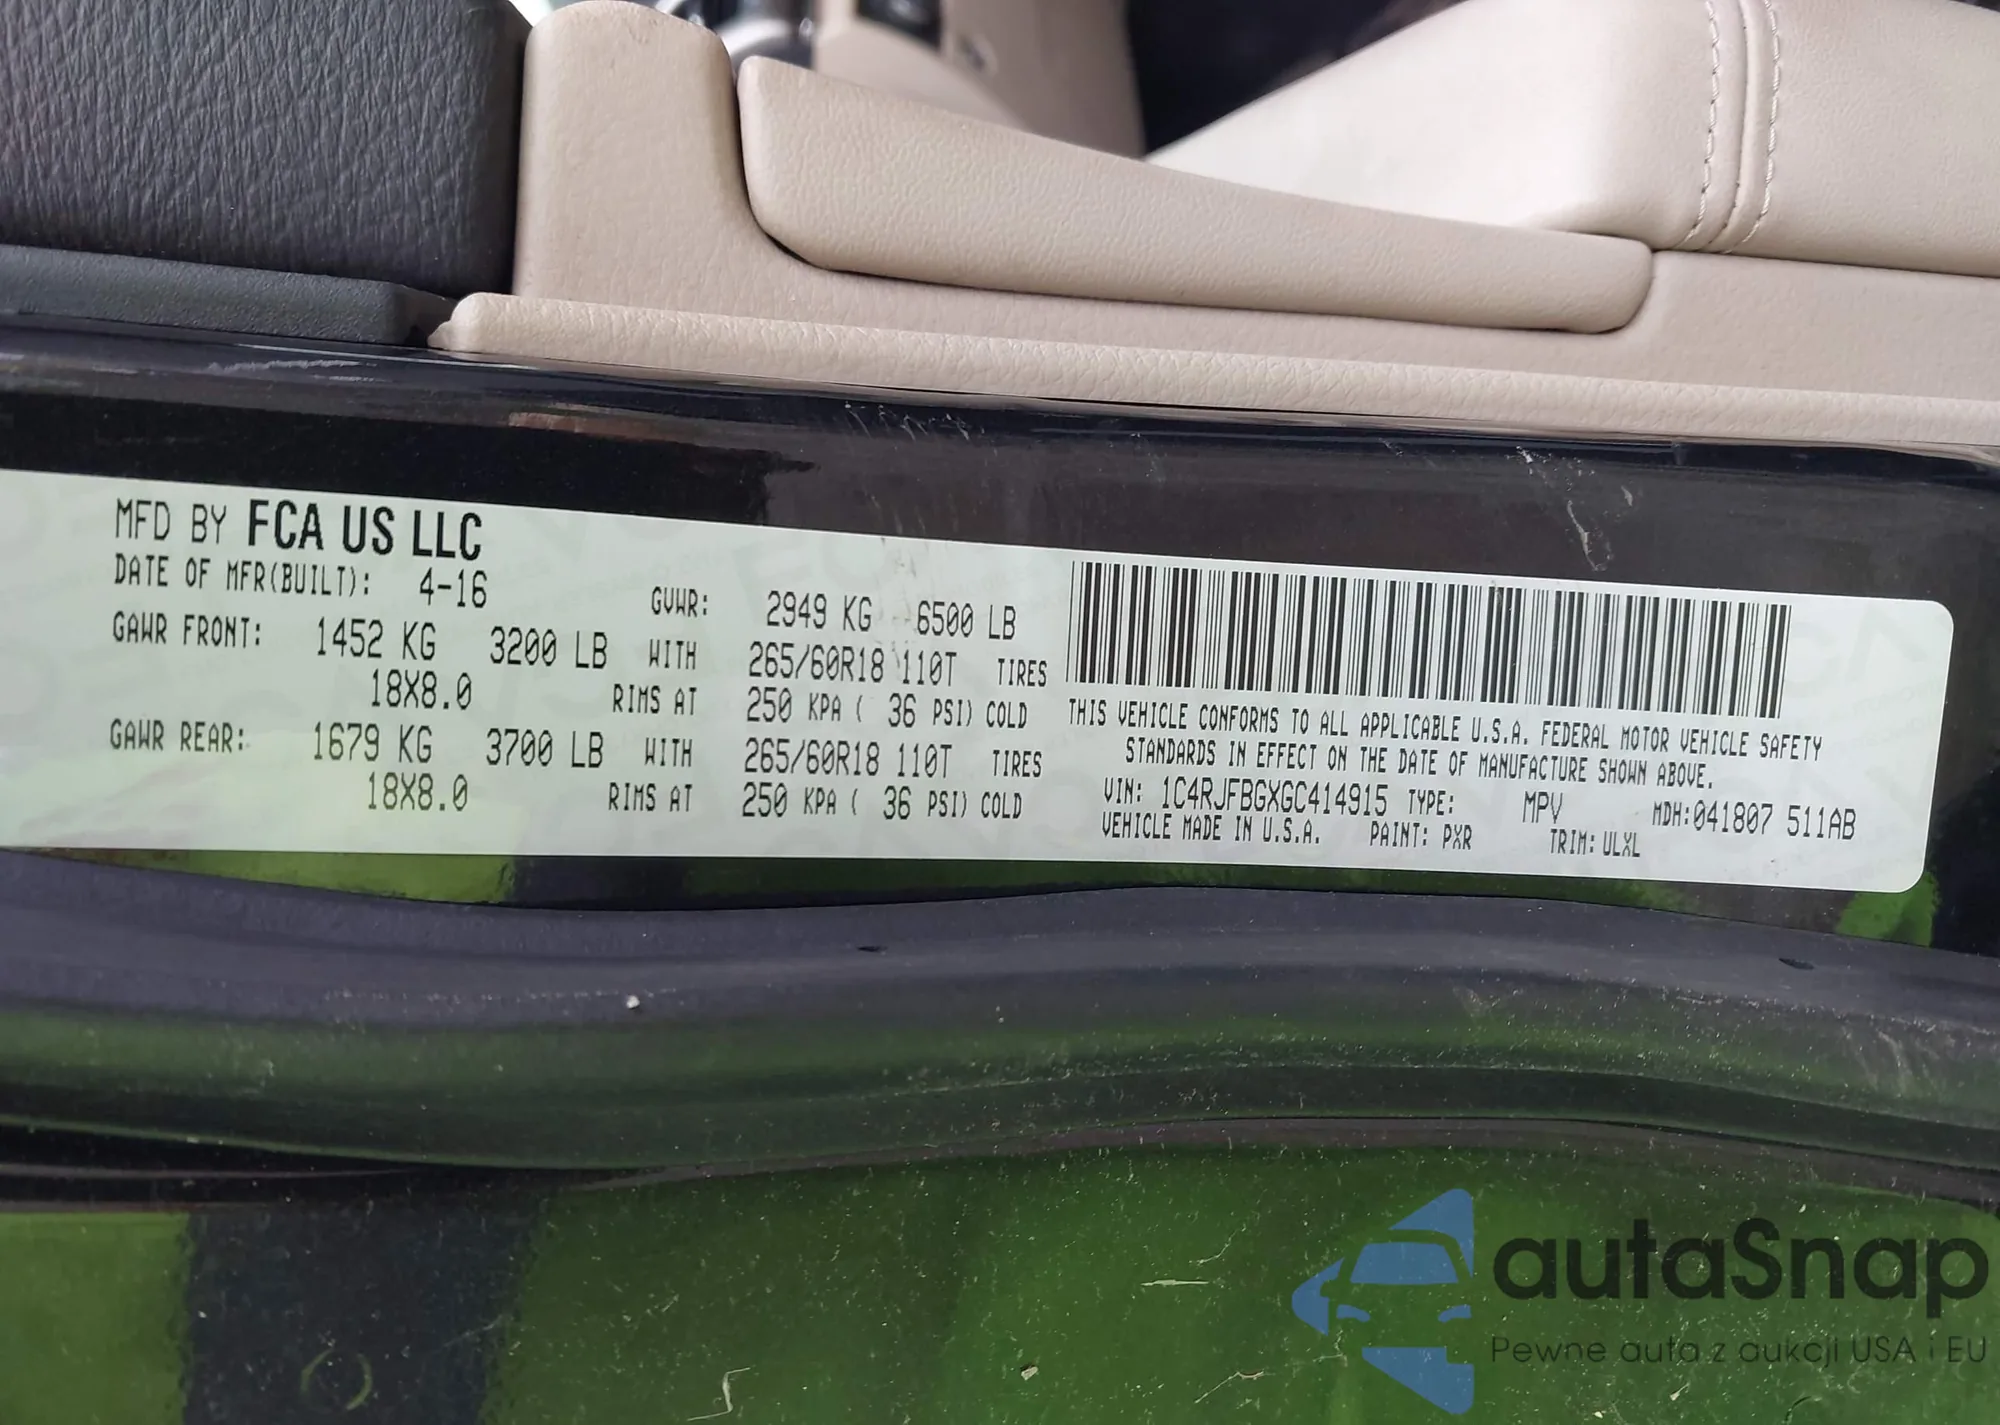 MFD BY FCA US LLC
DATE OF MFR(BUILT): 4-16 GVWR: 2949 KG 6500 LB
GAWR FRONT: 1452 KG 3200 LB WITH 265/60R18 110T TIRES
18X8.0 RIMS AT 250 KPA ( 36 PSI) COLD
GAWR REAR: 1679 KG 3700 LB WITH 265/60R18 110T TIRES
18X8.0 RIMS AT 250 KPA ( 36 PSI) COLD
THIS VEHICLE CONFORMS TO ALL APPLICABLE U.S.A. FEDERAL MOTOR VEHICLE SAFETY
STANDARDS IN EFFECT ON THE DATE OF MANUFACTURE SHOWN ABOVE.
VIN: 1C4RJFBGXGC414915 TYPE: MPV MDH:041807 511AB
VEHICLE MADE IN U.S.A. PAINT: PXR TRIM: ULXL
autaSnap
Pewne auta z aukcji USA i EU